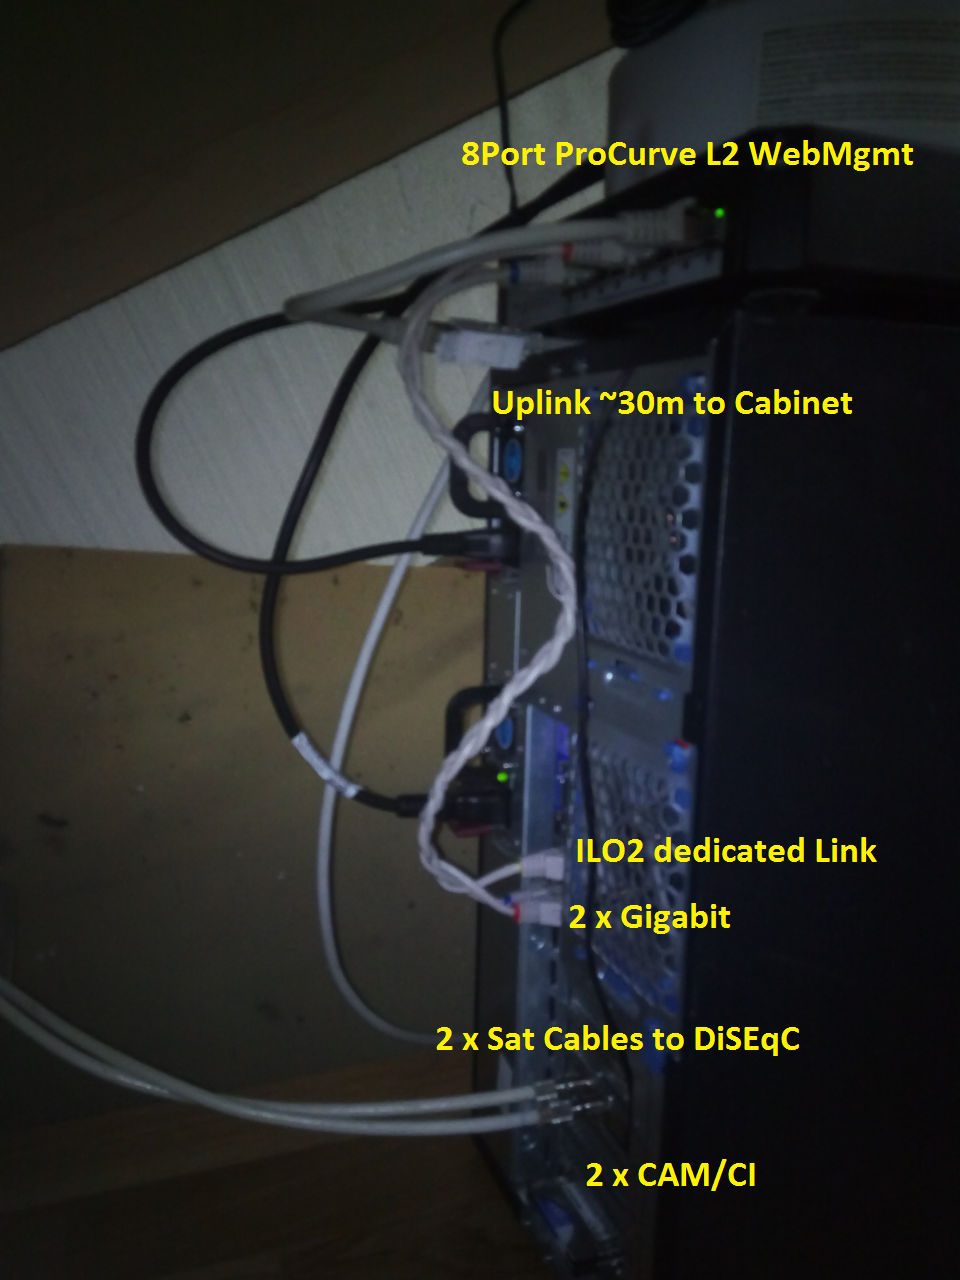 8Port ProCurve L2 WebMgmt
Uplink ~30m to Cabinet
ILO2 dedicated Link
2 x Gigabit
2 x Sat Cables to DiSEqC
2 x CAM/CI